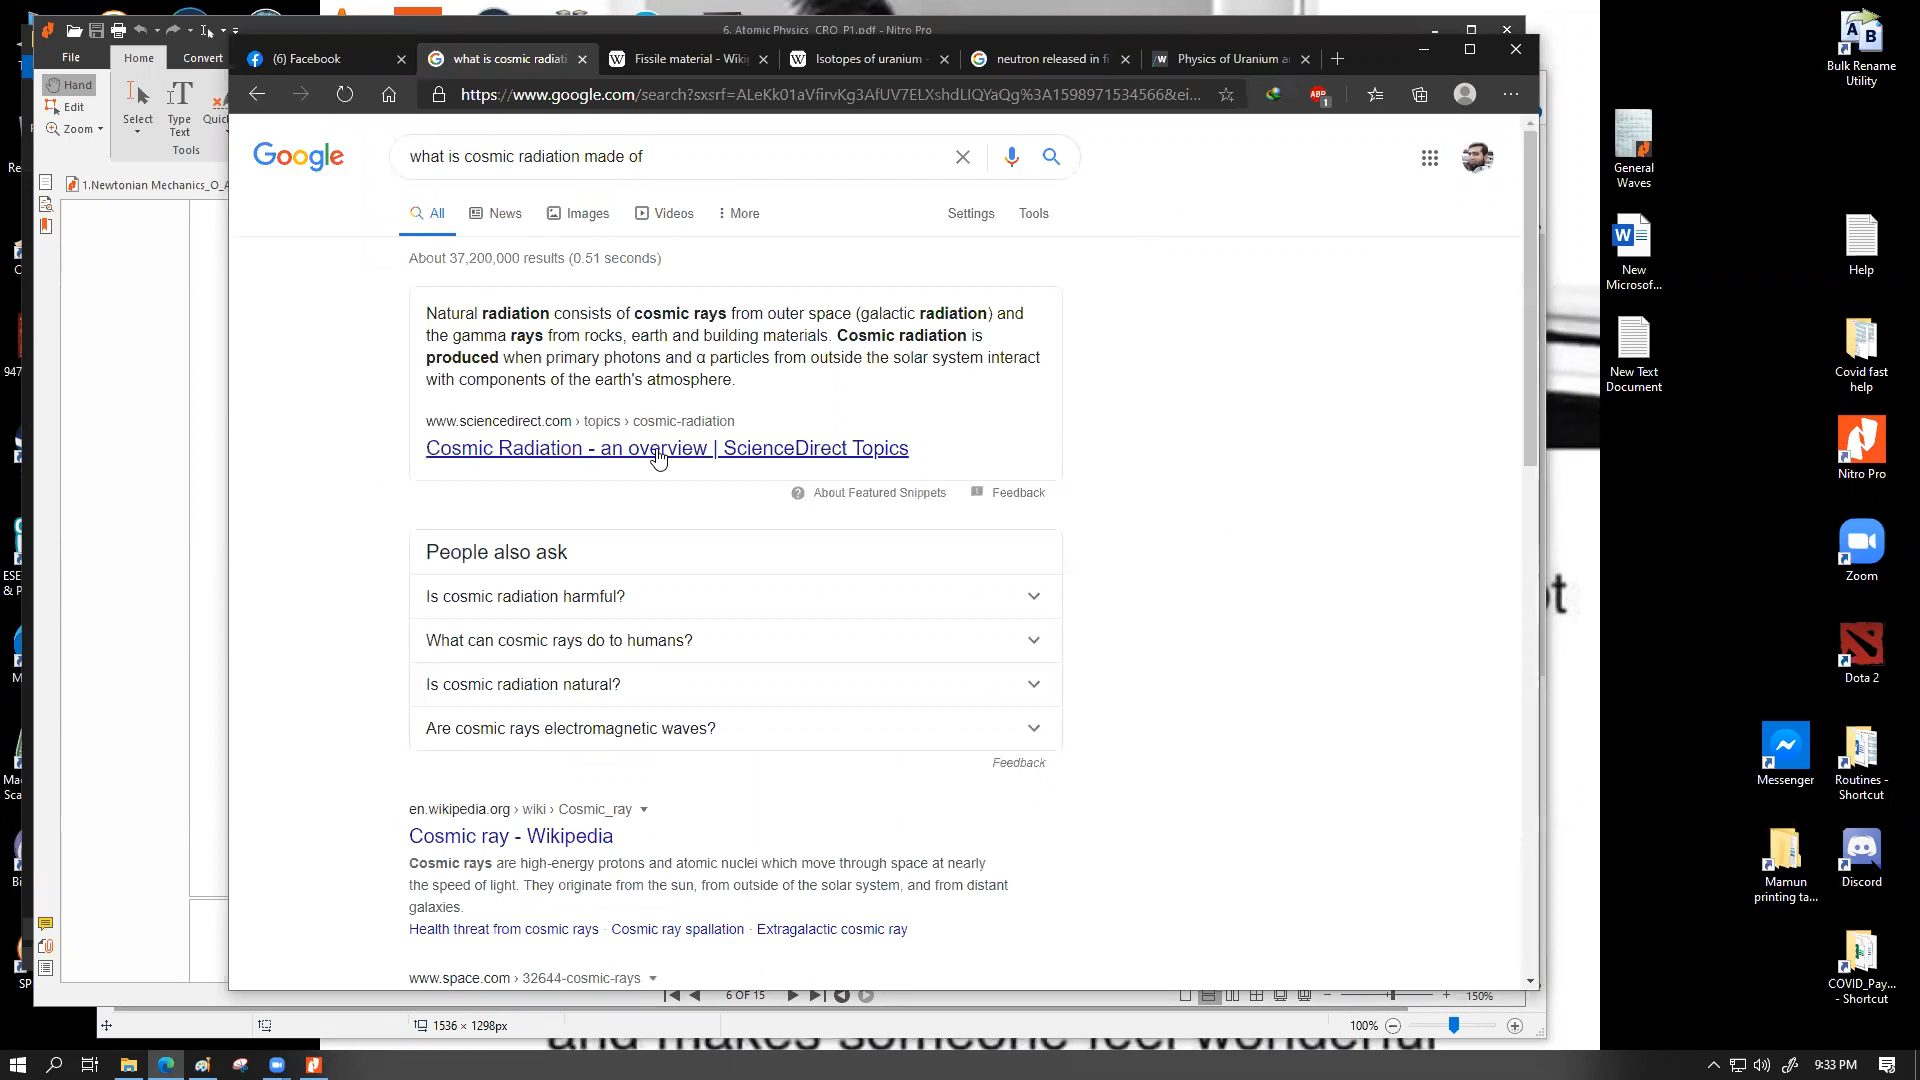 6. Atomic Physics_CRO_P1.pdf - Nitro Pro
File
Home
Convert
Hand
Edit
Zoom
Select
Type
Text
Quick
Tools
1.Newtonian Mechanics_O_A
(6) Facebook
what is cosmic radiati
Fissile material - Wiki
Isotopes of uranium -
neutron released in fi
Physics of Uranium a
https://www.google.com/search?sxsrf=ALeKk01aVfirvKg3AfUV7ELXshdLIQYaQg%3A1598971534566&ei...
ABP
1
Google
what is cosmic radiation made of
All
News
Images
Videos
More
Settings
Tools
About 37,200,000 results (0.51 seconds)
Natural radiation consists of cosmic rays from outer space (galactic radiation) and
the gamma rays from rocks, earth and building materials. Cosmic radiation is
produced when primary photons and α particles from outside the solar system interact
with components of the earth's atmosphere.
www.sciencedirect.com › topics › cosmic-radiation
Cosmic Radiation - an overview | ScienceDirect Topics
About Featured Snippets
Feedback
People also ask
Is cosmic radiation harmful?
What can cosmic rays do to humans?
Is cosmic radiation natural?
Are cosmic rays electromagnetic waves?
Feedback
en.wikipedia.org › wiki › Cosmic_ray
Cosmic ray - Wikipedia
Cosmic rays are high-energy protons and atomic nuclei which move through space at nearly
the speed of light. They originate from the sun, from outside of the solar system, and from distant
galaxies.
Health threat from cosmic rays · Cosmic ray spallation · Extragalactic cosmic ray
www.space.com › 32644-cosmic-rays
6 OF 15
150%
1536 × 1298px
100%
and makes someone feel wonderful
Bulk Rename
Utility
General
Waves
New
Microsof...
Help
New Text
Document
Covid fast
help
Nitro Pro
Zoom
Dota 2
Messenger
Routines -
Shortcut
Mamun
printing ta...
Discord
COVID_Pay...
- Shortcut
9:33 PM